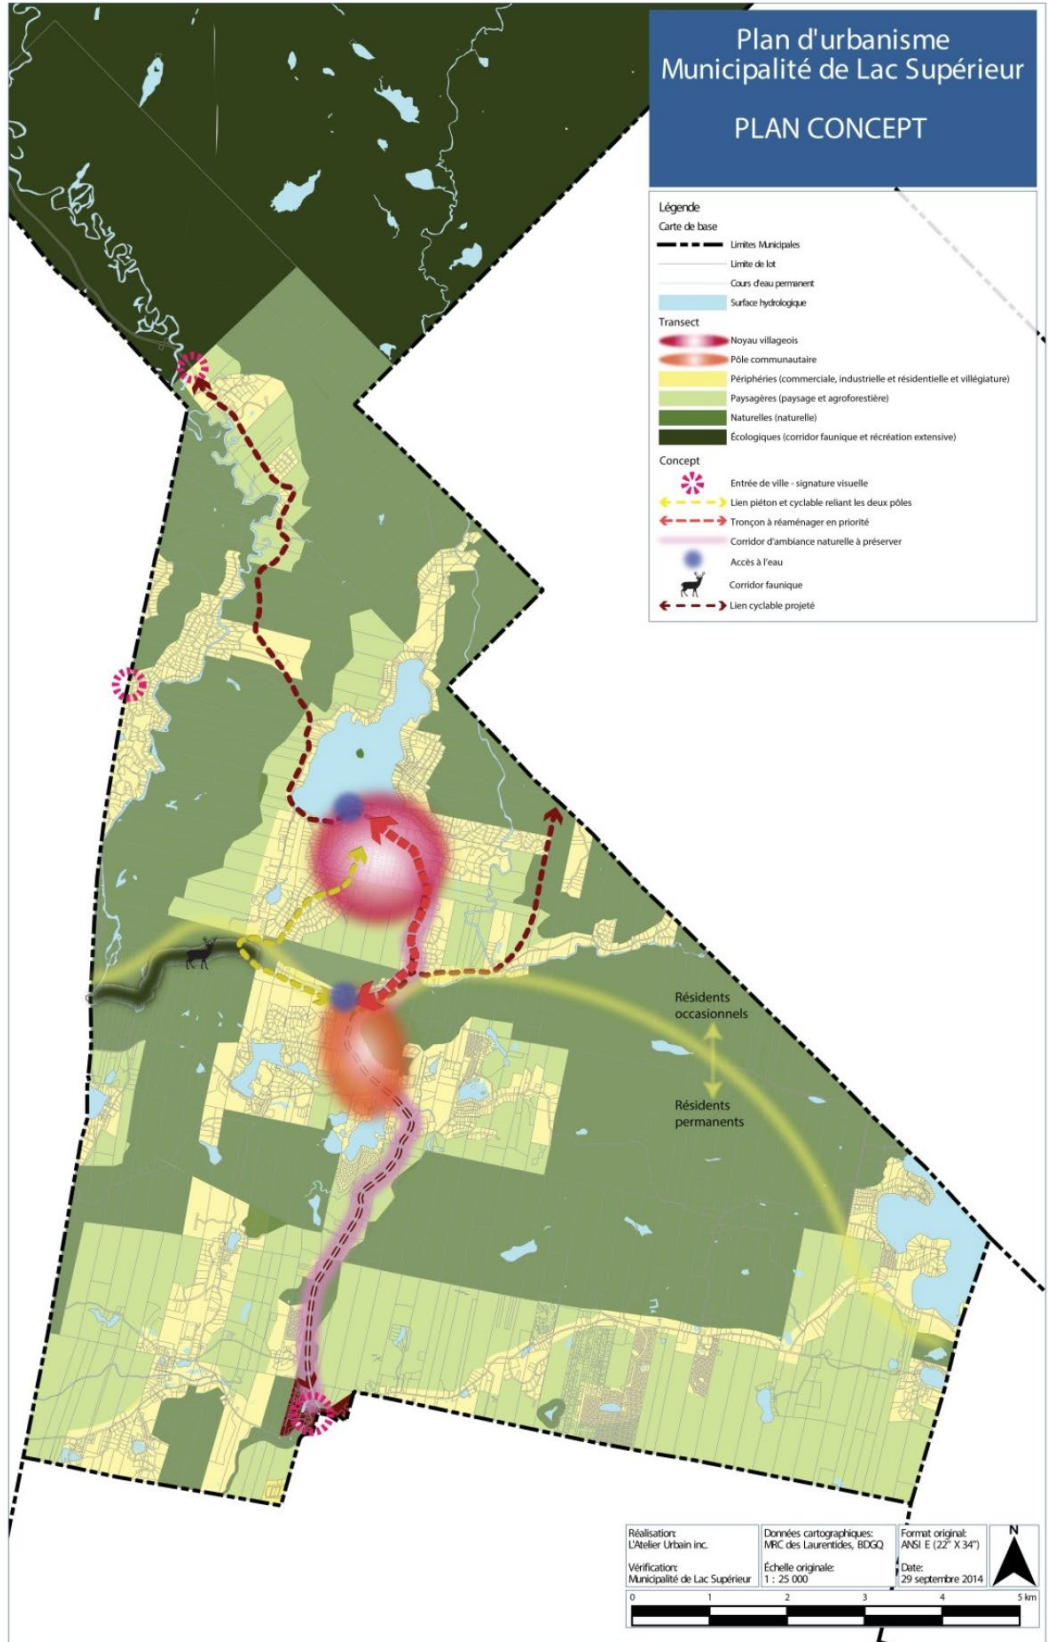 Plan d'urbanisme
Municipalité de Lac Supérieur
PLAN CONCEPT
Légende
Carte de base
Limites Municipales
Limite de lot
Cours d'eau permanent
Surface hydrologique
Transect
Noyau villageois
Pôle communautaire
Périphéries (commerciale, industrielle et résidentielle et villégiature)
Paysagères (paysage et agroforestière)
Naturelles (naturelle)
Écologiques (corridor faunique et récréation extensive)
Concept
Entrée de ville - signature visuelle
Lien piéton et cyclable reliant les deux pôles
Tronçon à réaménager en priorité
Corridor d'ambiance naturelle à préserver
Accès à l'eau
Corridor faunique
Lien cyclable projeté
Résidents
occasionnels
Résidents
permanents
Réalisation:
L'Atelier Urbain inc.
Vérification:
Municipalité de Lac Supérieur
Données cartographiques:
MRC des Laurentides, BDGQ
Échelle originale:
1 : 25 000
Format original:
ANSI E (22" X 34")
Date:
29 septembre 2014
N
0 1 2 3 4 5 km